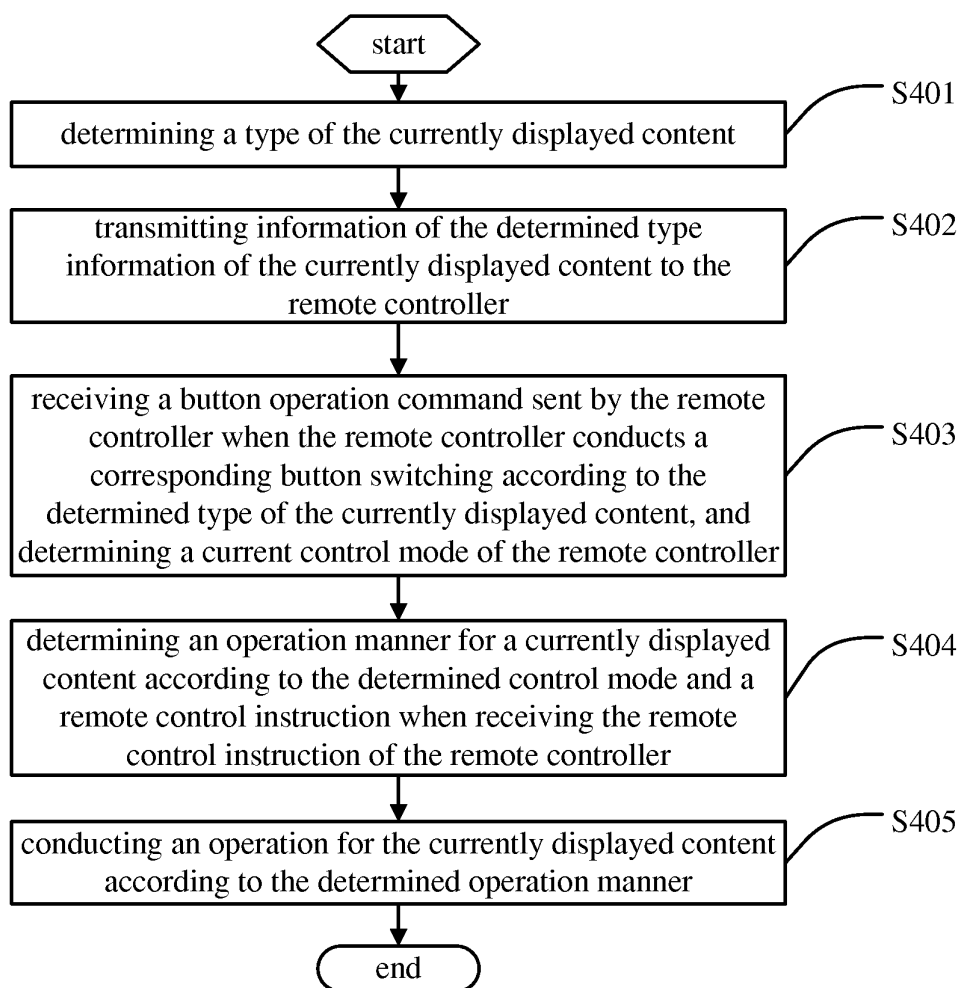 start
S401
determining a type of the currently displayed content
S402
transmitting information of the determined type
information of the currently displayed content to the
remote controller
receiving a button operation command sent by the remote
controller when the remote controller conducts a
S403
corresponding button switching according to the
determined type of the currently displayed content, and
determining a current control mode of the remote controller
determining an operation manner for a currently displayed
S404
content according to the determined control mode and a
remote control instruction when receiving the remote
control instruction of the remote controller
S405
conducting an operation for the currently displayed content
according to the determined operation manner
end